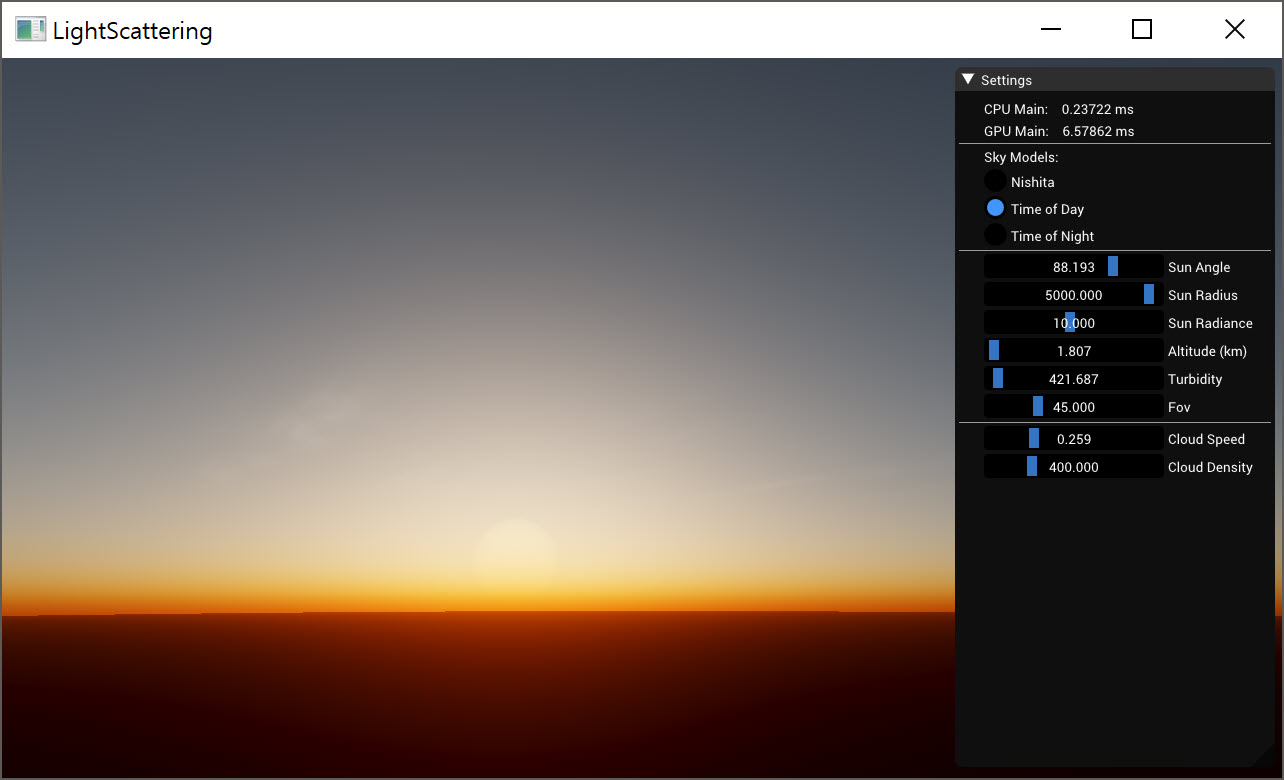 LightScattering
Settings
CPU Main: 0.23722 ms
GPU Main: 6.57862 ms
Sky Models:
Nishita
Time of Day
Time of Night
88.193 Sun Angle
5000.000 Sun Radius
10.000 Sun Radiance
1.807 Altitude (km)
421.687 Turbidity
45.000 Fov
0.259 Cloud Speed
400.000 Cloud Density